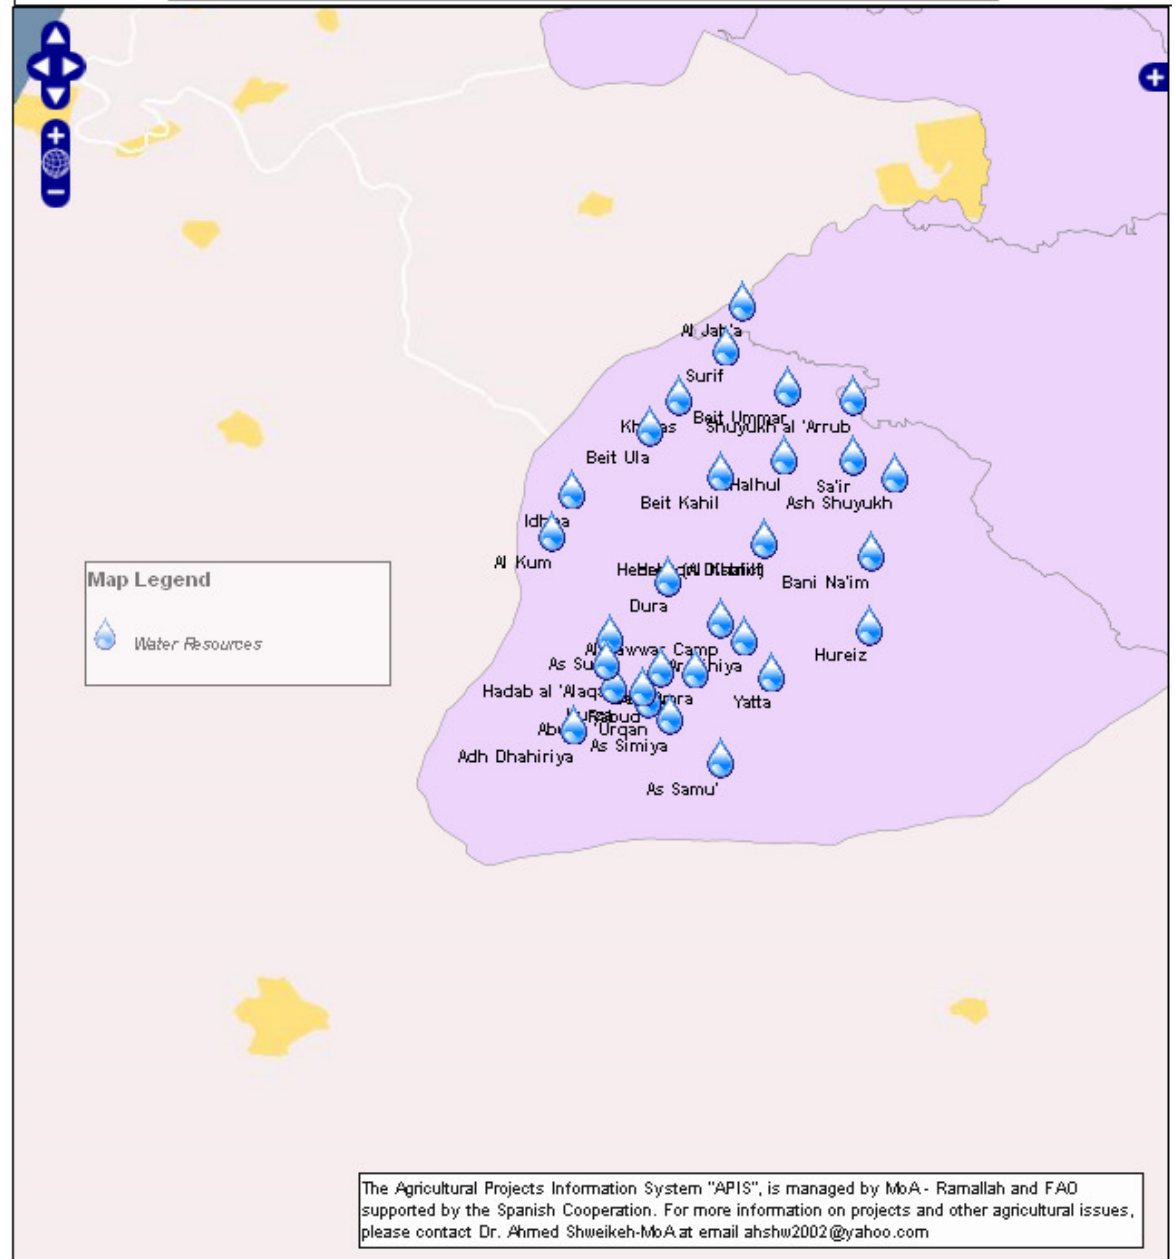 Al Jab'a
Surif
Beit Ummar
Shuyukh al 'Arrub
Beit Ula
Halhul
Sa'ir
Beit Kahil
Ash Shuyukh
Al Kum
Bani Na'im
Dura
Camp
Hureiz
Hadab al 'Alaqa
Yatta
'Urqan
As Simiya
Adh Dhahiriya
As Samu'
Map Legend
Water Resources
The Agricultural Projects Information System "APIS", is managed by MoA - Ramallah and FAO
supported by the Spanish Cooperation. For more information on projects and other agricultural issues,
please contact Dr. Ahmed Shweikeh-MoA at email ahshw2002@yahoo.com